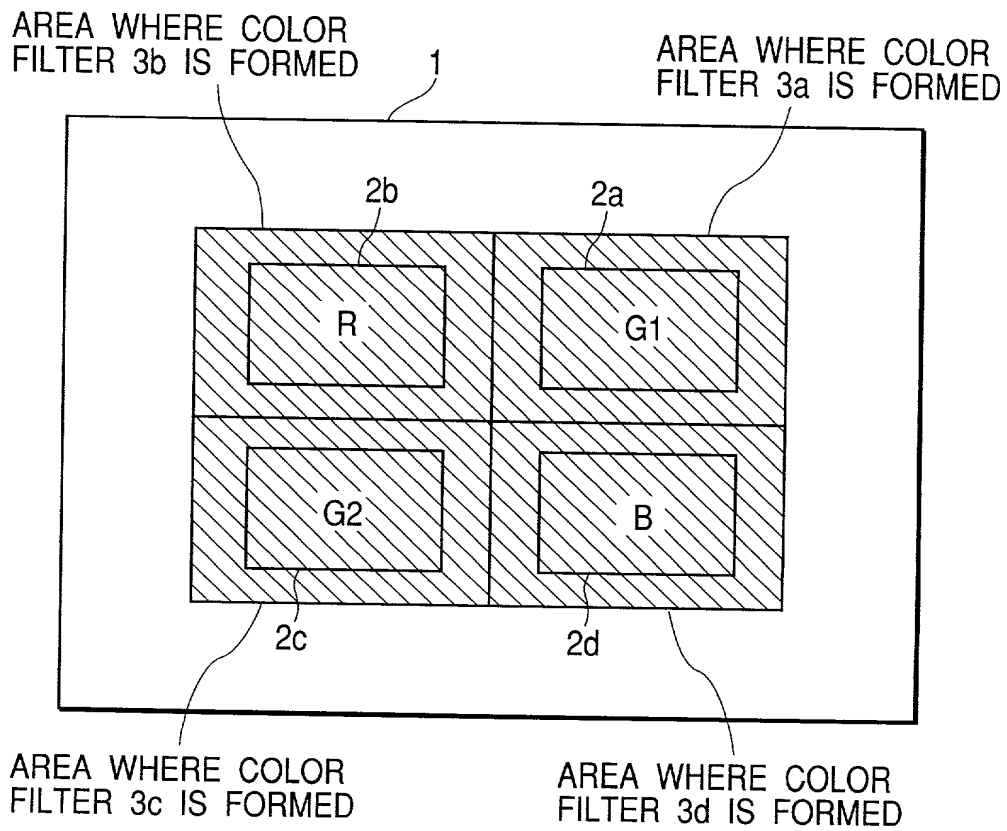 AREA WHERE COLOR
FILTER 3b IS FORMED
1
AREA WHERE COLOR
FILTER 3a IS FORMED
2b
2a
R
G1
G2
B
2c
2d
AREA WHERE COLOR
FILTER 3c IS FORMED
AREA WHERE COLOR
FILTER 3d IS FORMED